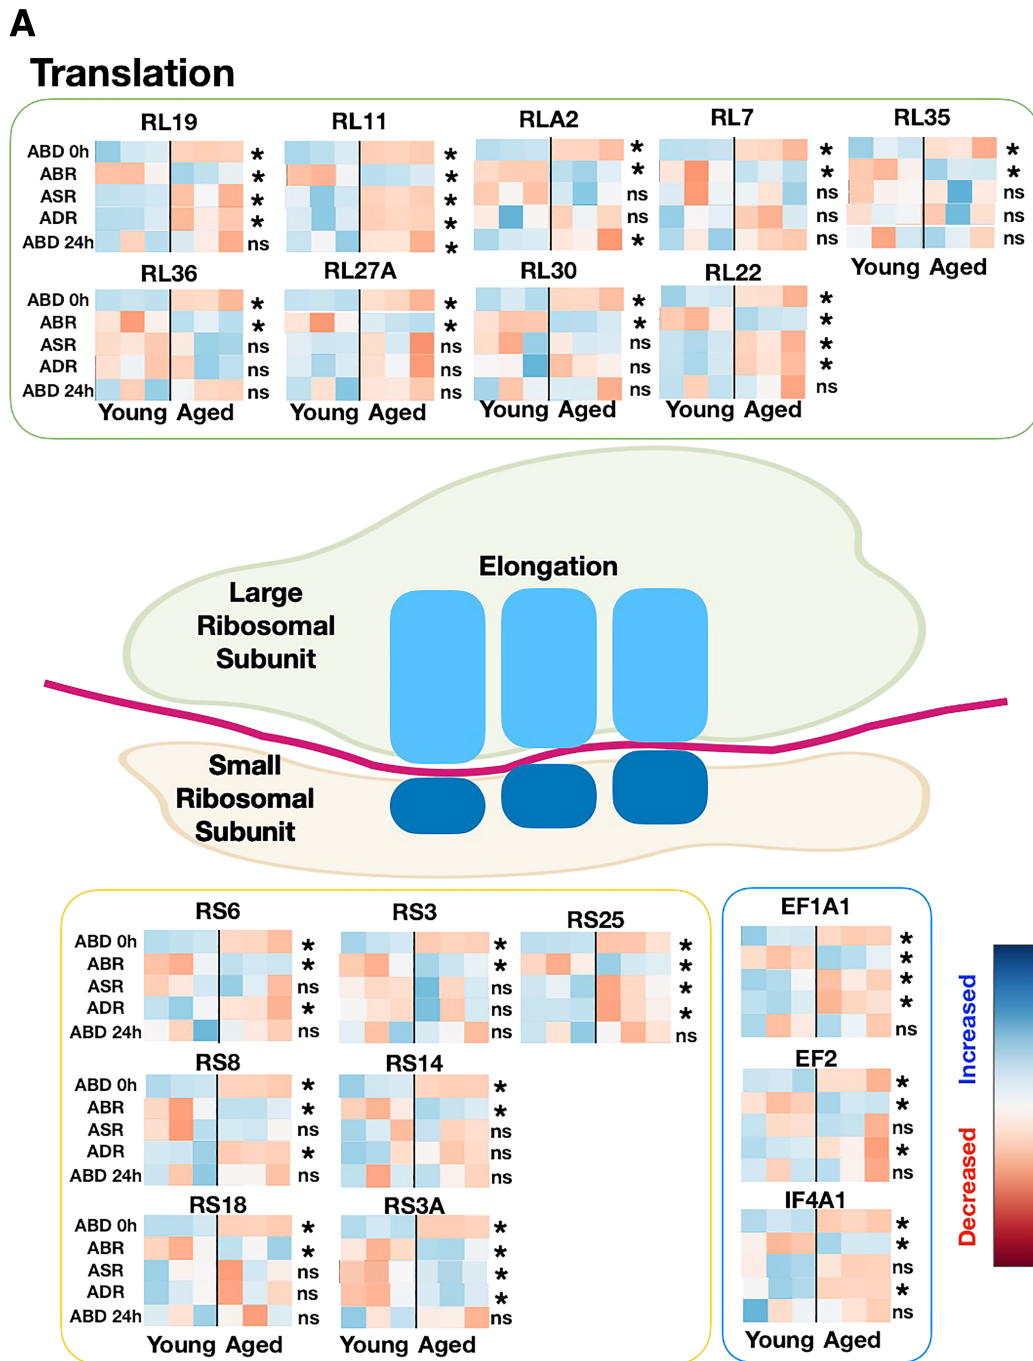 A
Translation
RL19 RL11 RLA2 RL7 RL35
ABD 0h * * * * *
ABR * * * * *
ASR * * ns ns ns
ADR * * ns ns ns
ABD 24h ns * * ns ns
Young Aged
RL36 RL27A RL30 RL22
ABD 0h * * * *
ABR * * * *
ASR ns ns ns *
ADR ns ns ns *
ABD 24h ns ns ns ns
Young Aged Young Aged Young Aged Young Aged
Elongation
Large
Ribosomal
Subunit
Small
Ribosomal
Subunit
RS6 RS3 RS25
ABD 0h * * *
ABR * * *
ASR ns ns *
ADR * ns *
ABD 24h ns ns ns
RS8 RS14
ABD 0h * *
ABR * *
ASR ns ns
ADR * ns
ABD 24h ns ns
RS18 RS3A
ABD 0h * *
ABR * *
ASR ns *
ADR ns *
ABD 24h ns ns
Young Aged Young Aged
EF1A1
*
*
*
*
ns
EF2
*
*
ns
*
ns
IF4A1
*
*
ns
*
ns
Young Aged
Increased
Decreased